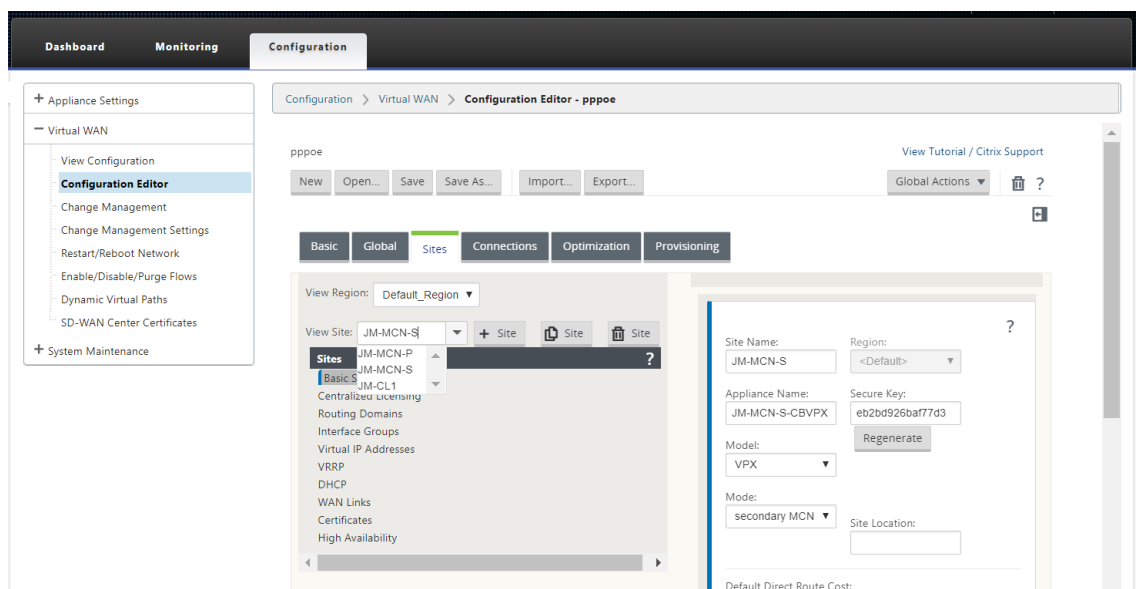 Dashboard Monitoring Configuration
+ Appliance Settings
− Virtual WAN
View Configuration
Configuration Editor
Change Management
Change Management Settings
Restart/Reboot Network
Enable/Disable/Purge Flows
Dynamic Virtual Paths
SD-WAN Center Certificates
+ System Maintenance
Configuration > Virtual WAN > Configuration Editor - pppoe
pppoe
View Tutorial / Citrix Support
New Open... Save Save As... Import... Export... Global Actions ▼ ?
Basic Global Sites Connections Optimization Provisioning
View Region: Default_Region ▼
View Site: JM-MCN-S + Site Site Site
JM-MCN-P
JM-MCN-S
JM-CL1
Sites ?
Basic S
Centralized Licensing
Routing Domains
Interface Groups
Virtual IP Addresses
VRRP
DHCP
WAN Links
Certificates
High Availability
?
Site Name: Region:
JM-MCN-S <Default>
Appliance Name: Secure Key:
JM-MCN-S-CBVPX eb2bd926baf77d3
Regenerate
Model:
VPX
Mode:
secondary MCN
Site Location:
Default Direct Route Cost: